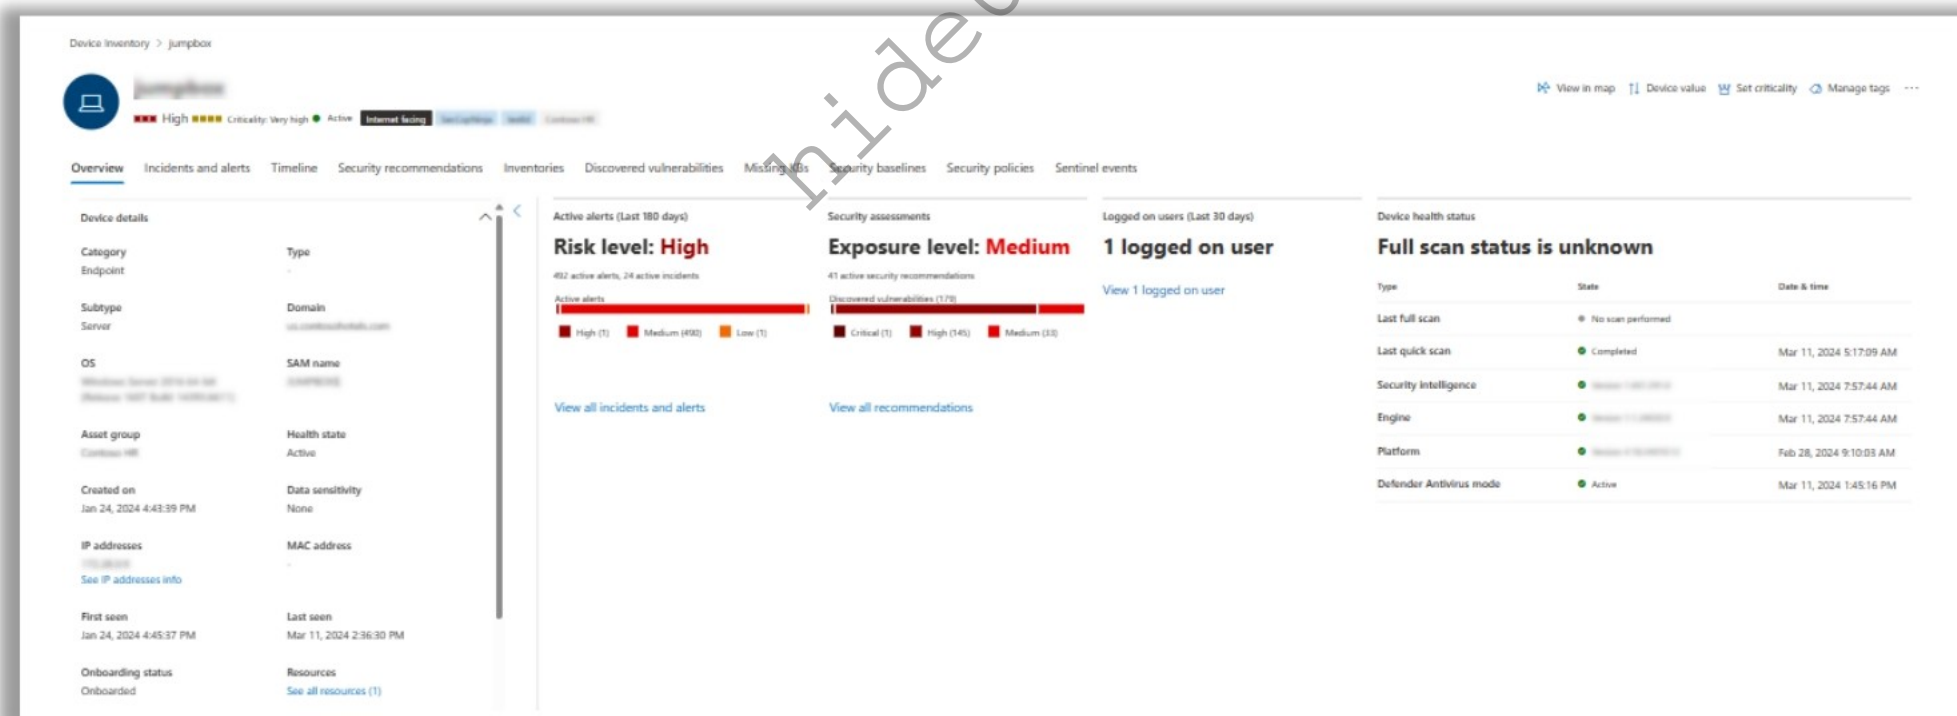 Device Inventory > jumpbox
View in map Device value Set criticality Manage tags ...
High Criticality: Very high Active Internet facing
Overview Incidents and alerts Timeline Security recommendations Inventories Discovered vulnerabilities Missing KBs Security baselines Security policies Sentinel events
Device details
Category Type
Endpoint -
Subtype Domain
Server
OS SAM name
Asset group Health state
Active
Created on Data sensitivity
Jan 24, 2024 4:43:39 PM None
IP addresses MAC address
-
See IP addresses info
First seen Last seen
Jan 24, 2024 4:45:37 PM Mar 11, 2024 2:36:30 PM
Onboarding status Resources
Onboarded See all resources (1)
Active alerts (Last 180 days)
Risk level: High
492 active alerts, 24 active incidents
Active alerts
High (1) Medium (490) Low (1)
View all incidents and alerts
Security assessments
Exposure level: Medium
41 active security recommendations
Discovered vulnerabilities (179)
Critical (1) High (145) Medium (33)
View all recommendations
Logged on users (Last 30 days)
1 logged on user
View 1 logged on user
Device health status
Full scan status is unknown
Type State Date & time
Last full scan No scan performed
Last quick scan Completed Mar 11, 2024 5:17:09 AM
Security intelligence Mar 11, 2024 7:57:44 AM
Engine Mar 11, 2024 7:57:44 AM
Platform Feb 28, 2024 9:10:03 AM
Defender Antivirus mode Active Mar 11, 2024 1:45:16 PM